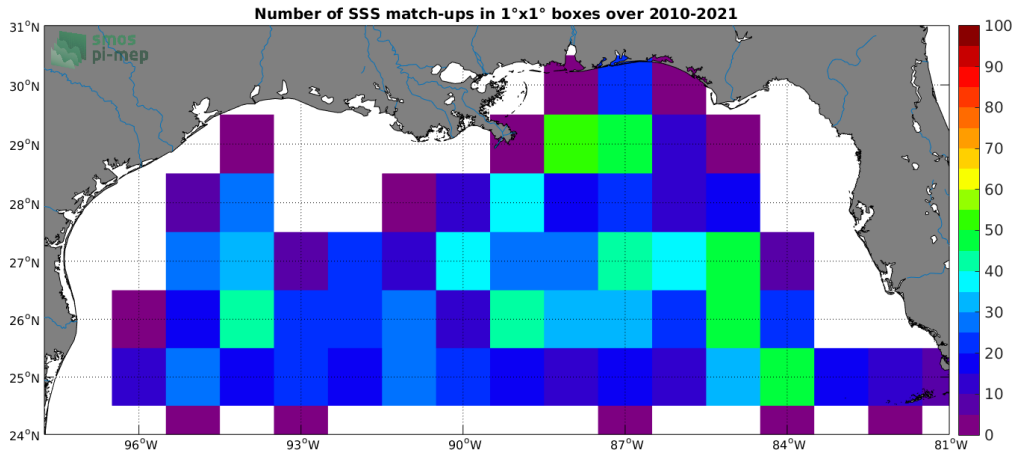 Number of SSS match-ups in 1°x1° boxes over 2010-2021
smos
pi-mep
31°N
30°N
29°N
28°N
27°N
26°N
25°N
24°N
96°W 93°W 90°W 87°W 84°W 81°W
100
90
80
70
60
50
40
30
20
10
0